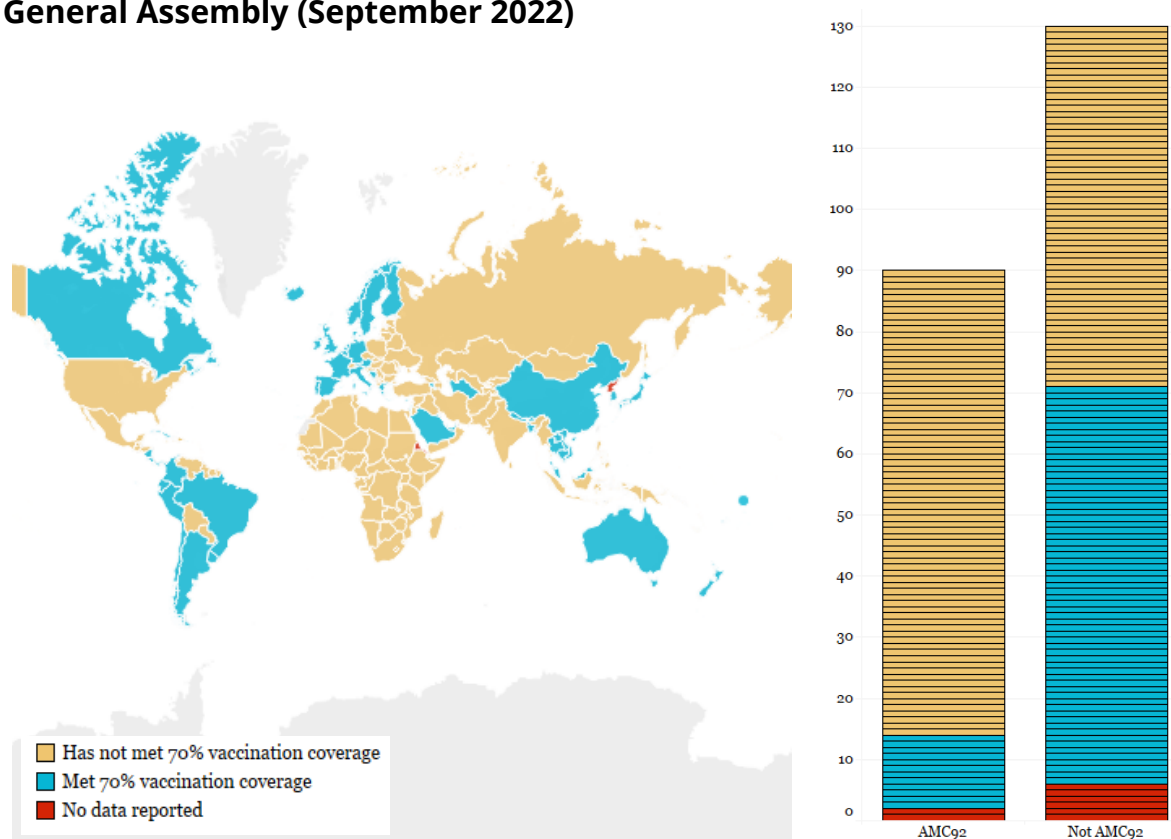 General Assembly (September 2022)
130
120
110
100
90
80
70
60
50
40
30
20
10
0
AMC92
Not AMC92
Has not met 70% vaccination coverage
Met 70% vaccination coverage
No data reported